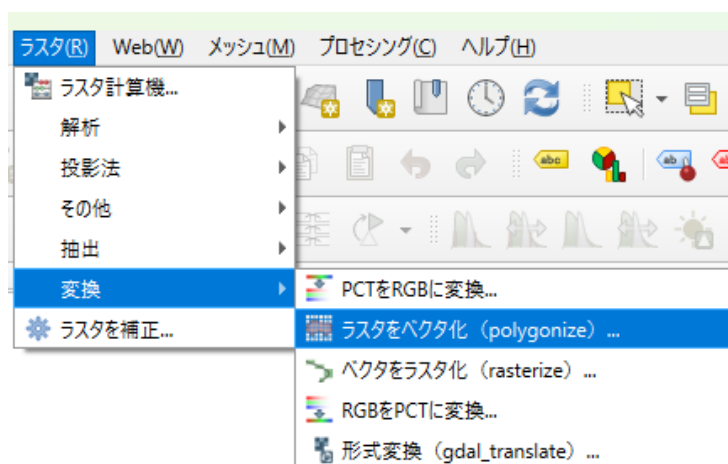 ラスタ(R) Web(W) メッシュ(M) プロセシング(C) ヘルプ(H)
ラスタ計算機...
解析
投影法
その他
抽出
変換
ラスタを補正...
PCTをRGBに変換...
ラスタをベクタ化（polygonize）...
ベクタをラスタ化（rasterize）...
RGBをPCTに変換...
形式変換（gdal_translate）...
abc
ab